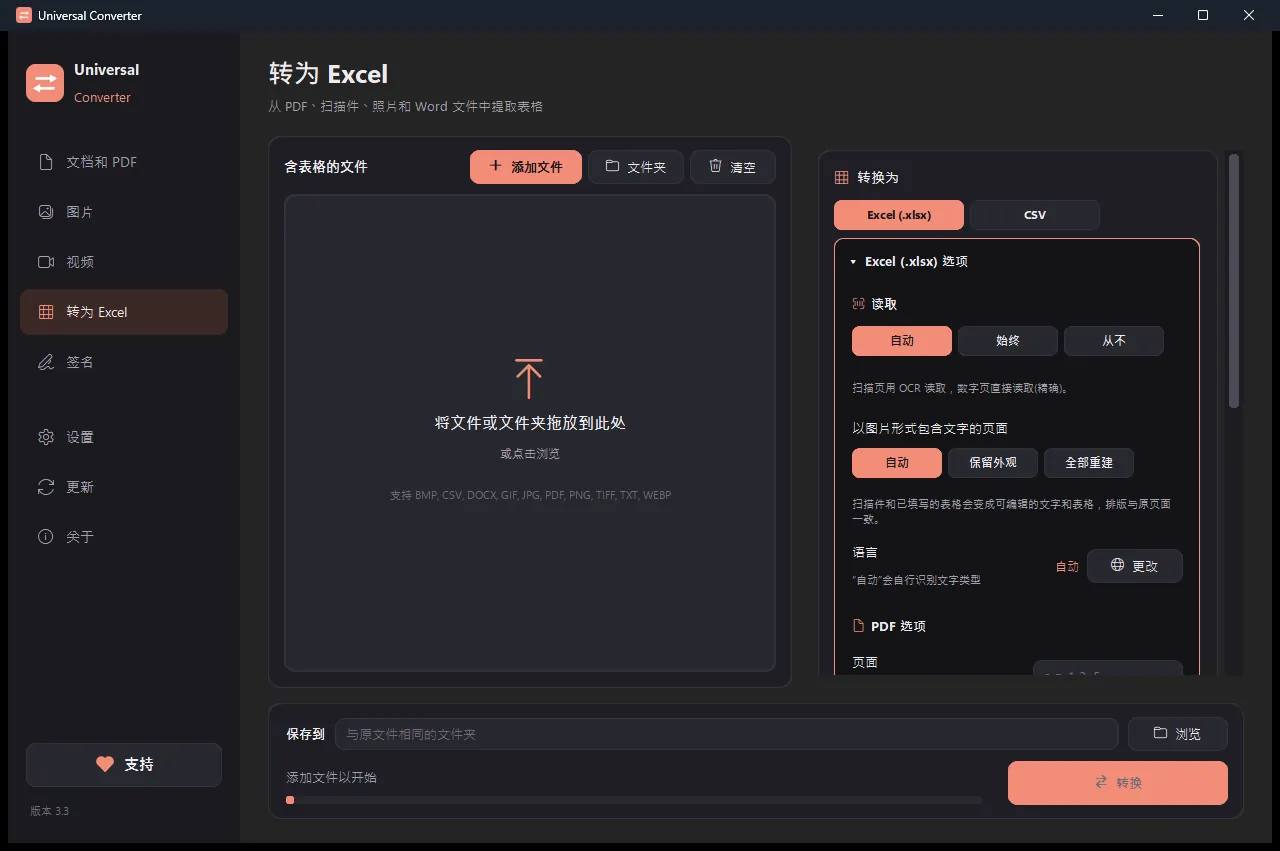 Universal Converter
Universal
Converter
文档和 PDF
图片
视频
转为 Excel
签名
设置
更新
关于
支持
版本 3.3
转为 Excel
从 PDF、扫描件、照片和 Word 文件中提取表格
含表格的文件
添加文件
文件夹
清空
将文件或文件夹拖放到此处
或点击浏览
支持 BMP, CSV, DOCX, GIF, JPG, PDF, PNG, TIFF, TXT, WEBP
转换为
Excel (.xlsx)
CSV
Excel (.xlsx) 选项
读取
自动
始终
从不
扫描页用 OCR 读取，数字页直接读取(精确)。
以图片形式包含文字的页面
自动
保留外观
全部重建
扫描件和已填写的表格会变成可编辑的文字和表格，排版与原页面
一致。
语言
"自动"会自行识别文字类型
自动
更改
PDF 选项
页面
保存到
与原文件相同的文件夹
浏览
添加文件以开始
转换